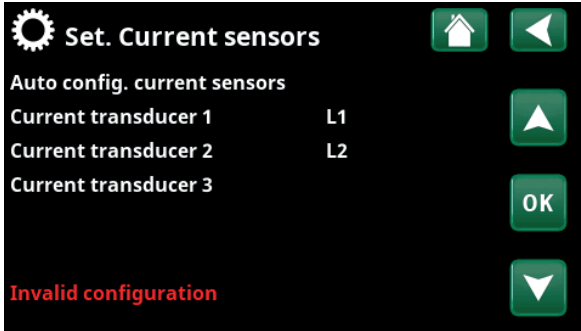 Set. Current sensors
Auto config. current sensors
Current transducer 1 L1
Current transducer 2 L2
Current transducer 3
OK
Invalid configuration